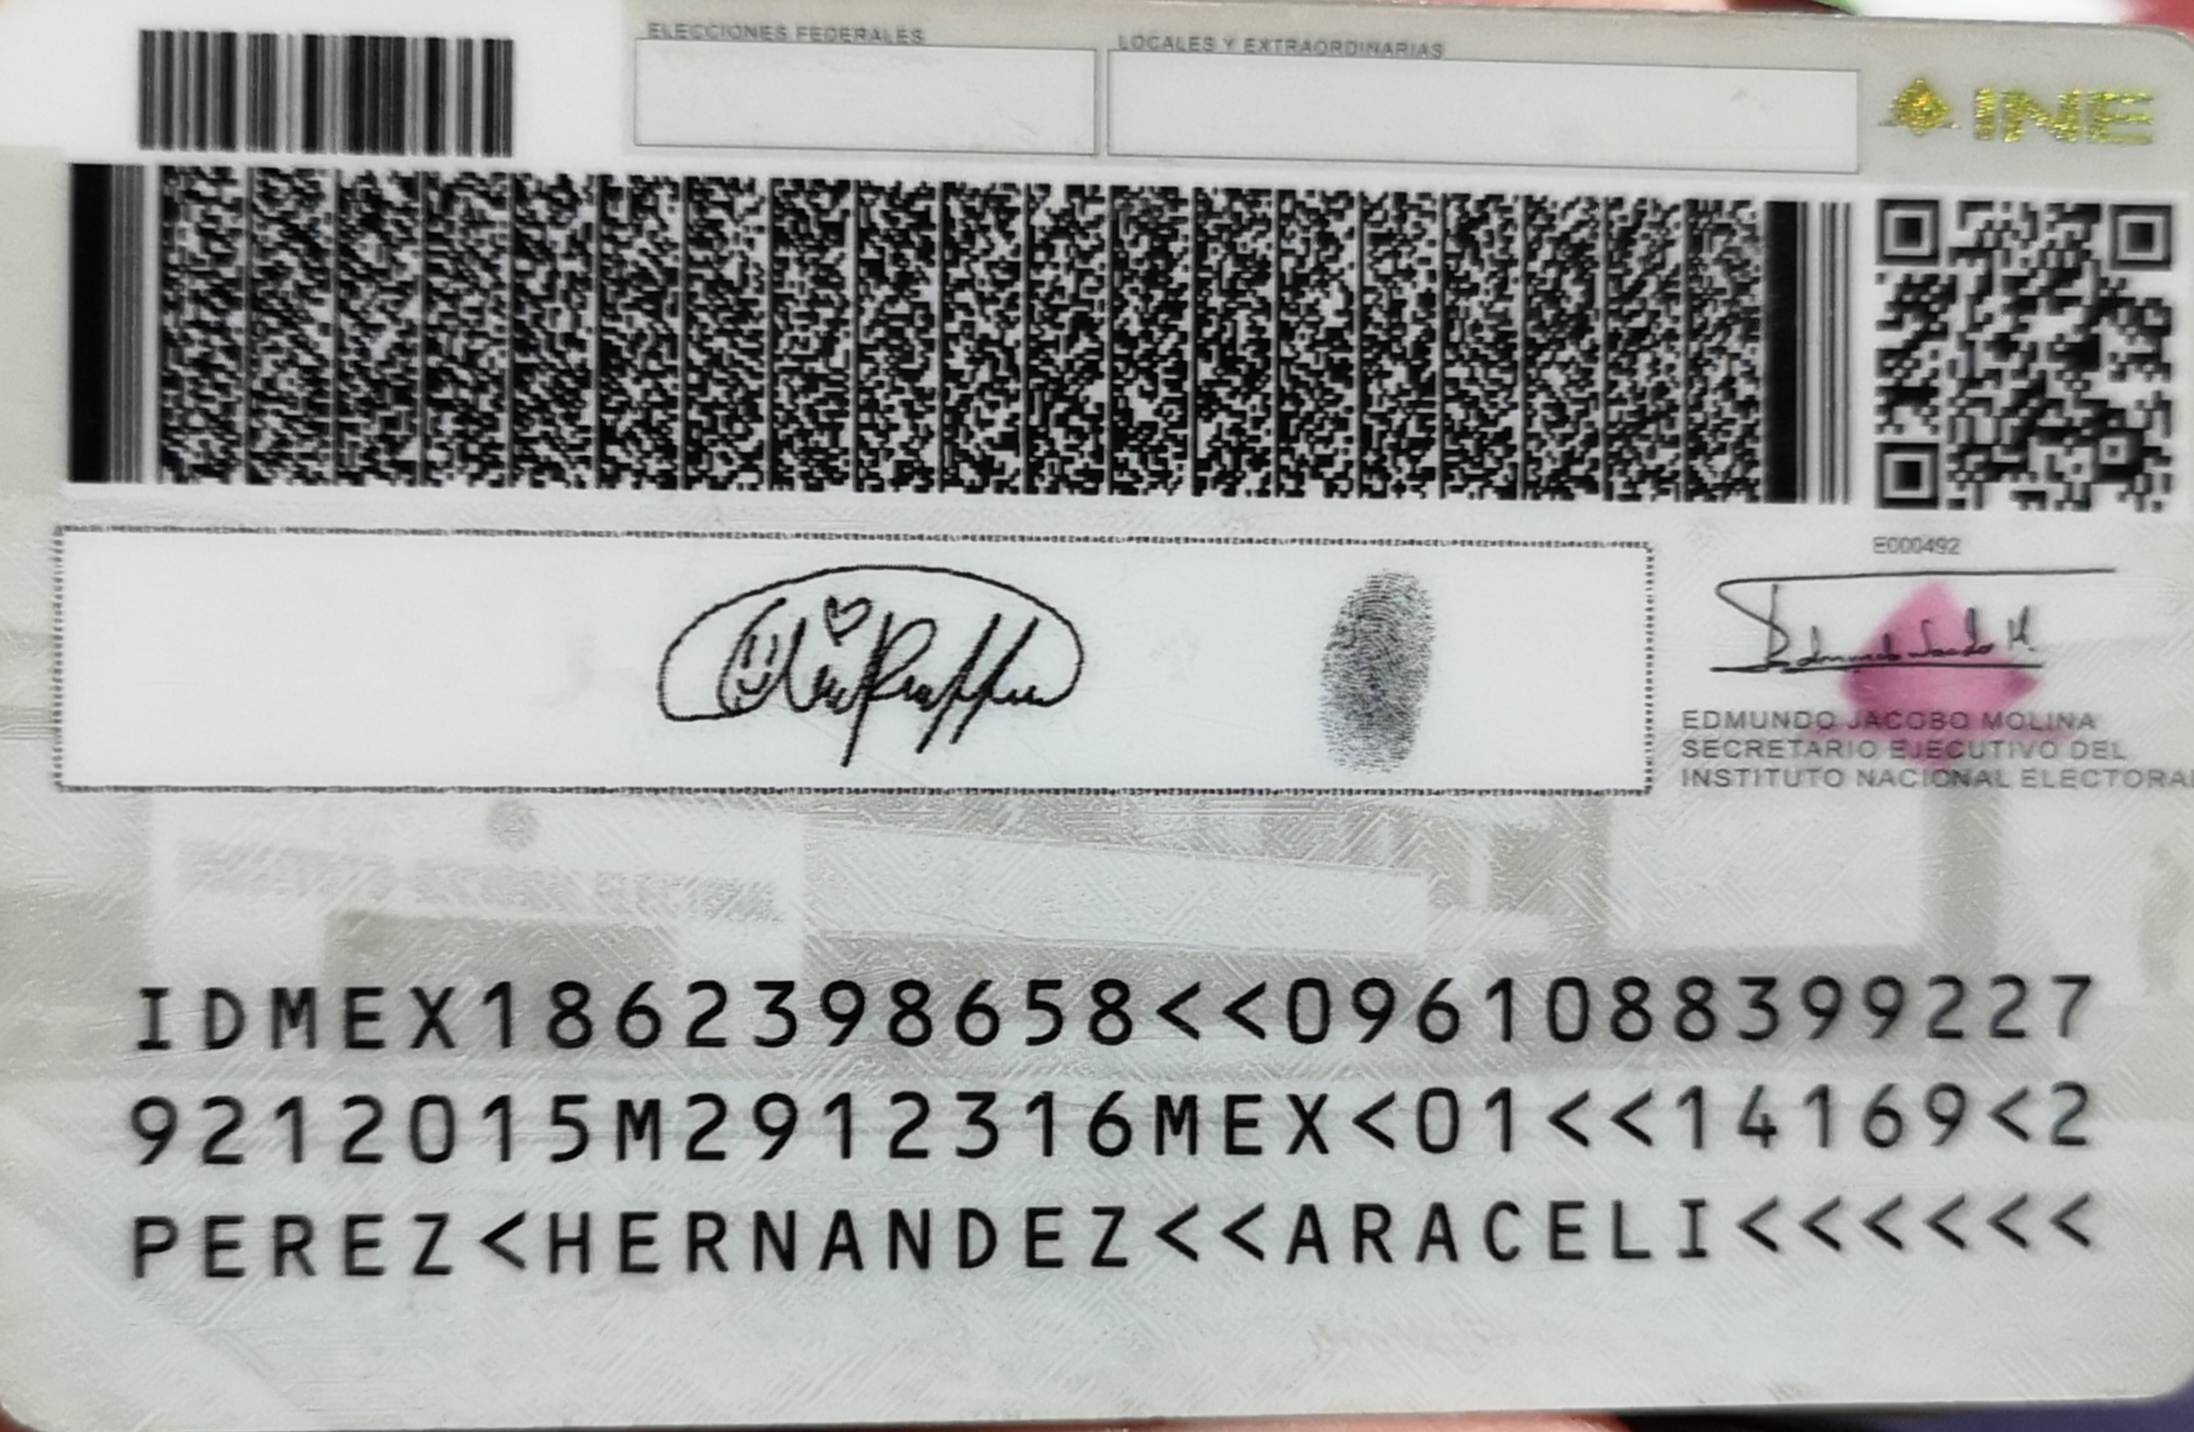 ELECCIONES FEDERALES
LOCALES Y EXTRAORDINARIAS
INE
E000492
EDMUNDO JACOBO MOLINA
SECRETARIO EJECUTIVO DEL
INSTITUTO NACIONAL ELECTORAL
IDMEX1862398658<<0961088399227
9212015M2912316MEX<01<<14169<2
PEREZ<HERNANDEZ<<ARACELI<<<<<<